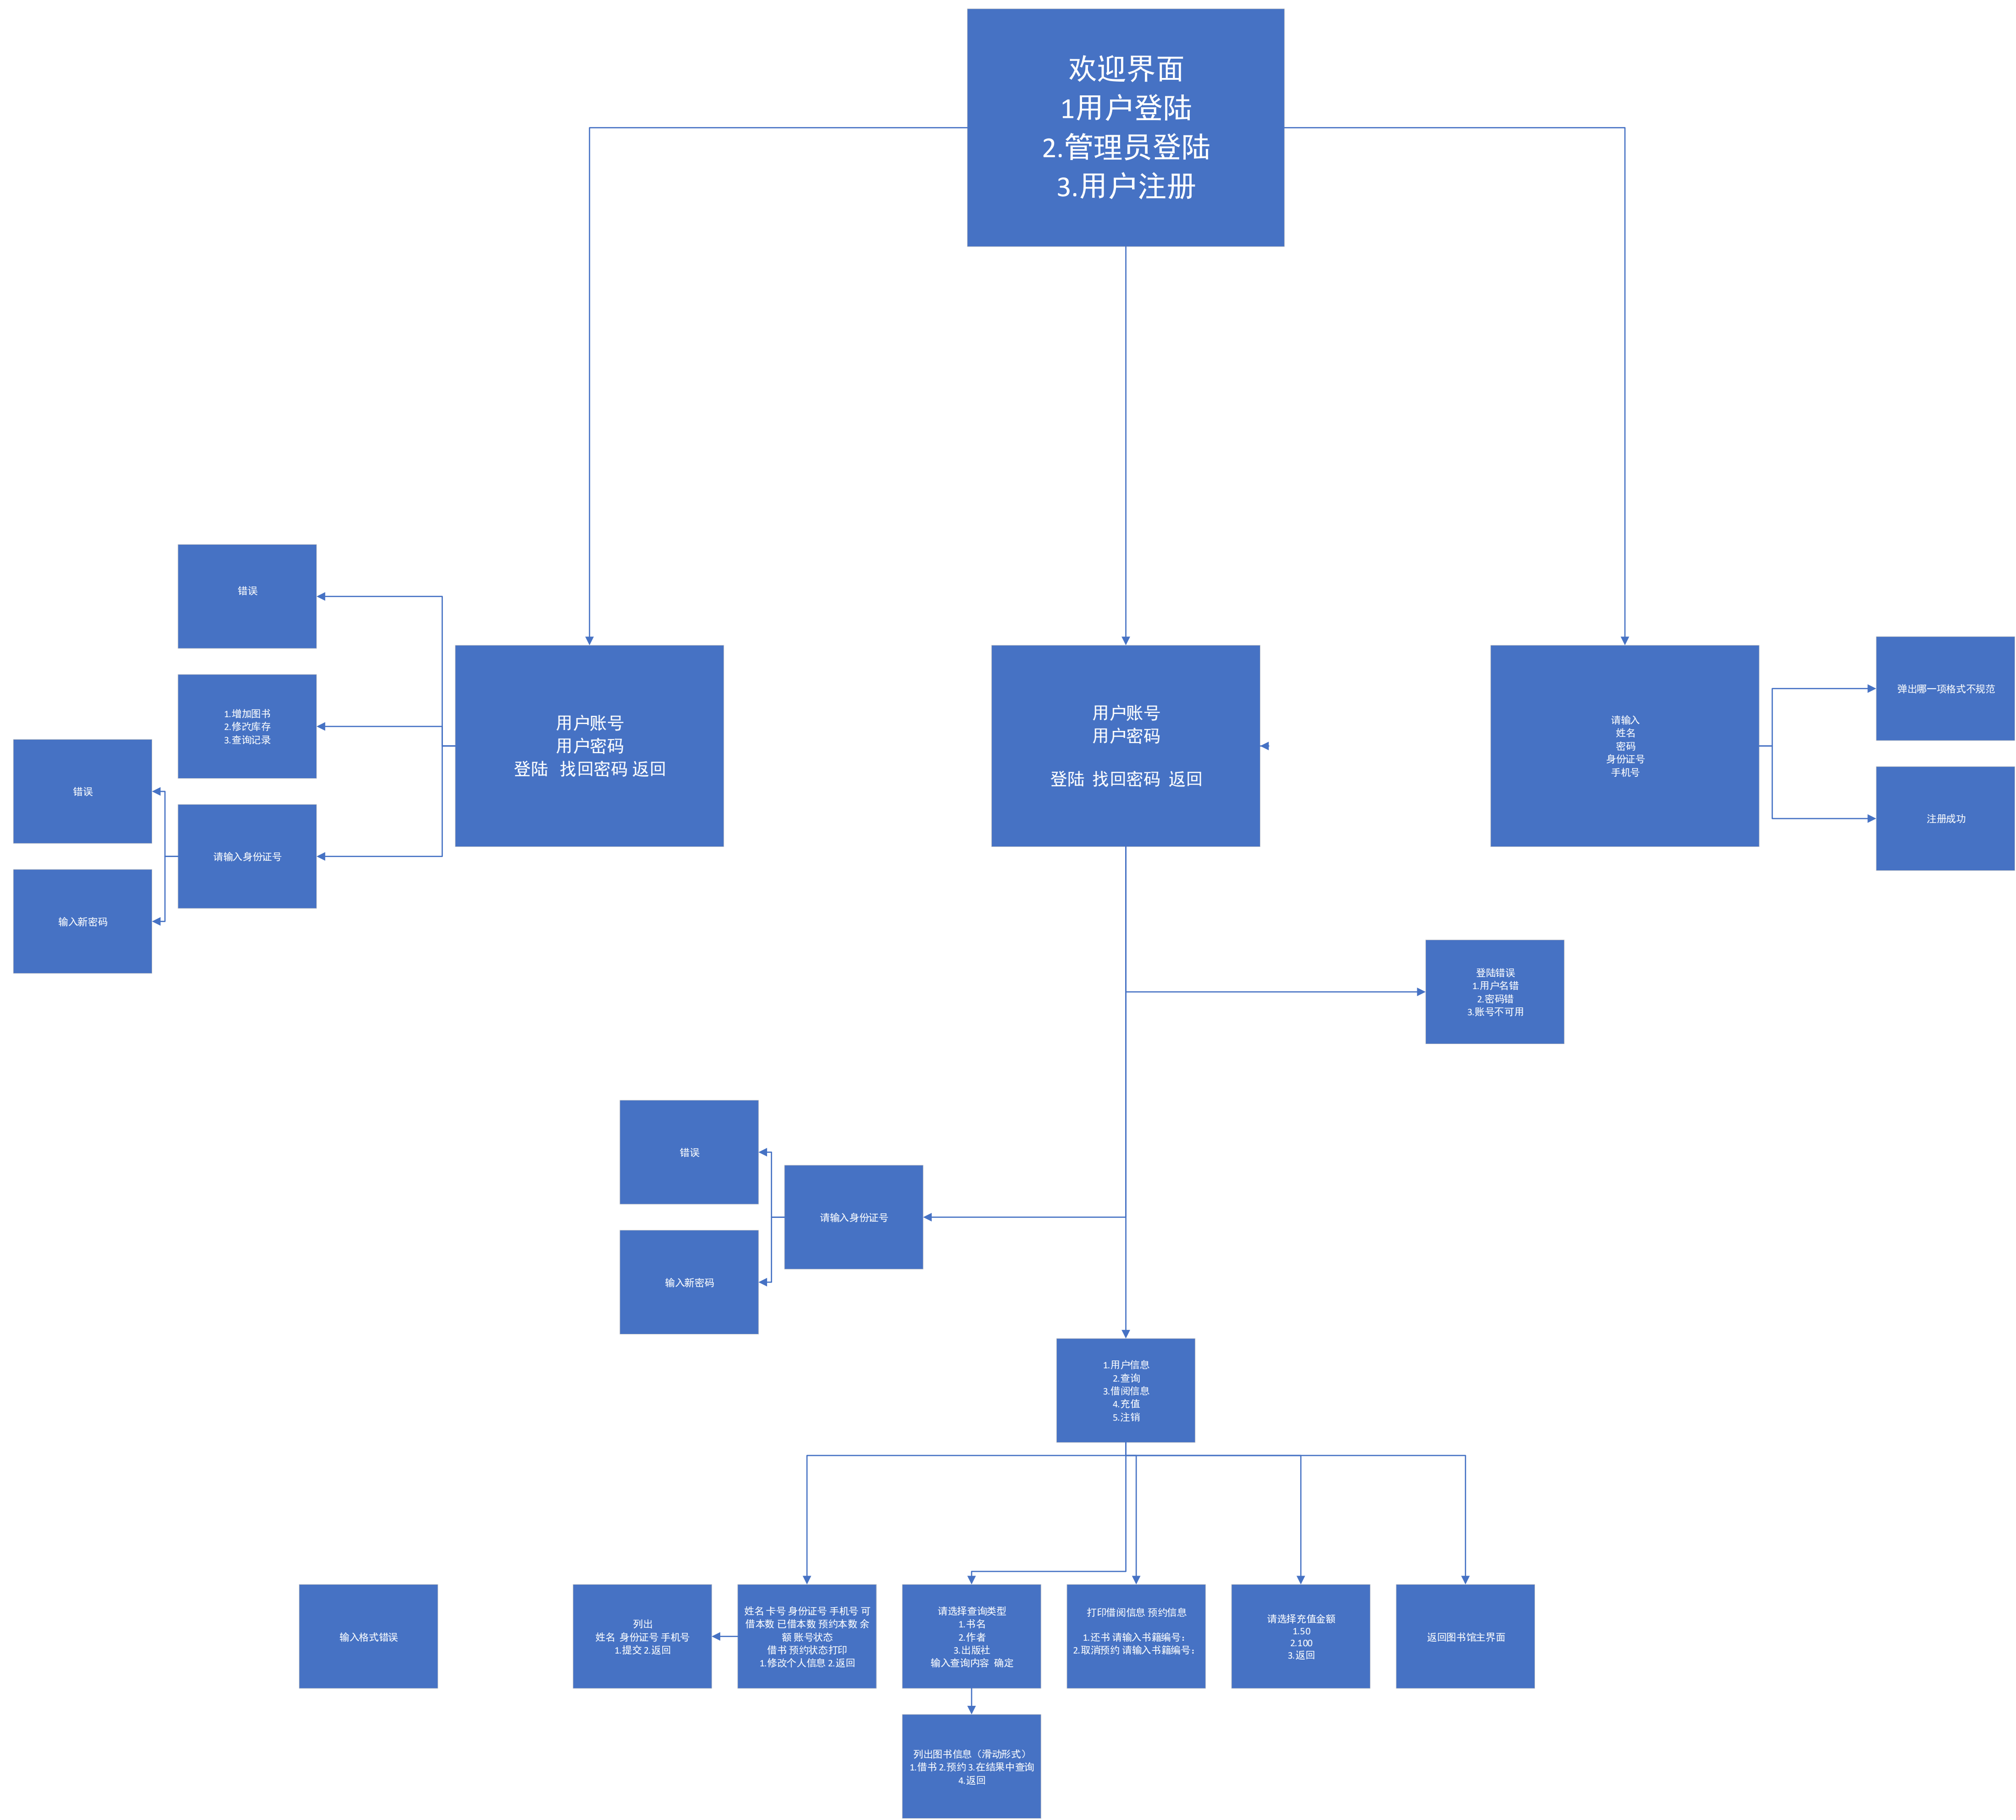 欢迎界面
1用户登陆
2.管理员登陆
3.用户注册
错误
1.增加图书
2.修改库存
3.查询记录
错误
请输入身份证号
输入新密码
用户账号
用户密码
登陆 找回密码 返回
用户账号
用户密码
登陆 找回密码 返回
请输入
姓名
密码
身份证号
手机号
弹出哪一项格式不规范
注册成功
登陆错误
1.用户名错
2.密码错
3.账号不可用
错误
请输入身份证号
输入新密码
1.用户信息
2.查询
3.借阅信息
4.充值
5.注销
输入格式错误
列出
姓名 身份证号 手机号
1.提交 2.返回
姓名 卡号 身份证号 手机号 可
借本数 已借本数 预约本数 余
额 账号状态
借书 预约状态打印
1.修改个人信息 2.返回
请选择查询类型
1.书名
2.作者
3.出版社
输入查询内容 确定
打印借阅信息 预约信息
1.还书 请输入书籍编号：
2.取消预约 请输入书籍编号：
请选择充值金额
1.50
2.100
3.返回
返回图书馆主界面
列出图书信息（滑动形式）
1.借书 2.预约 3.在结果中查询
4.返回